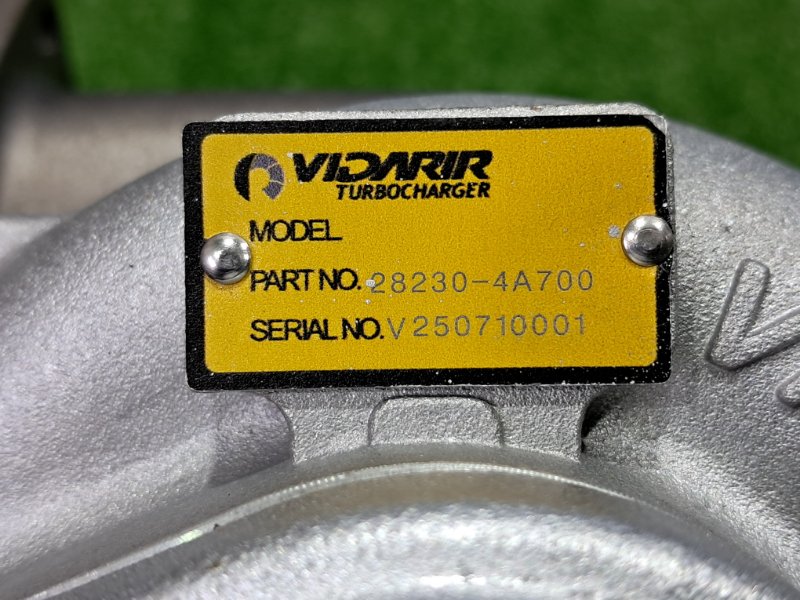 VIDARIR
TURBOCHARGER
MODEL
PART NO. 28230-4A700
SERIAL NO. V250710001